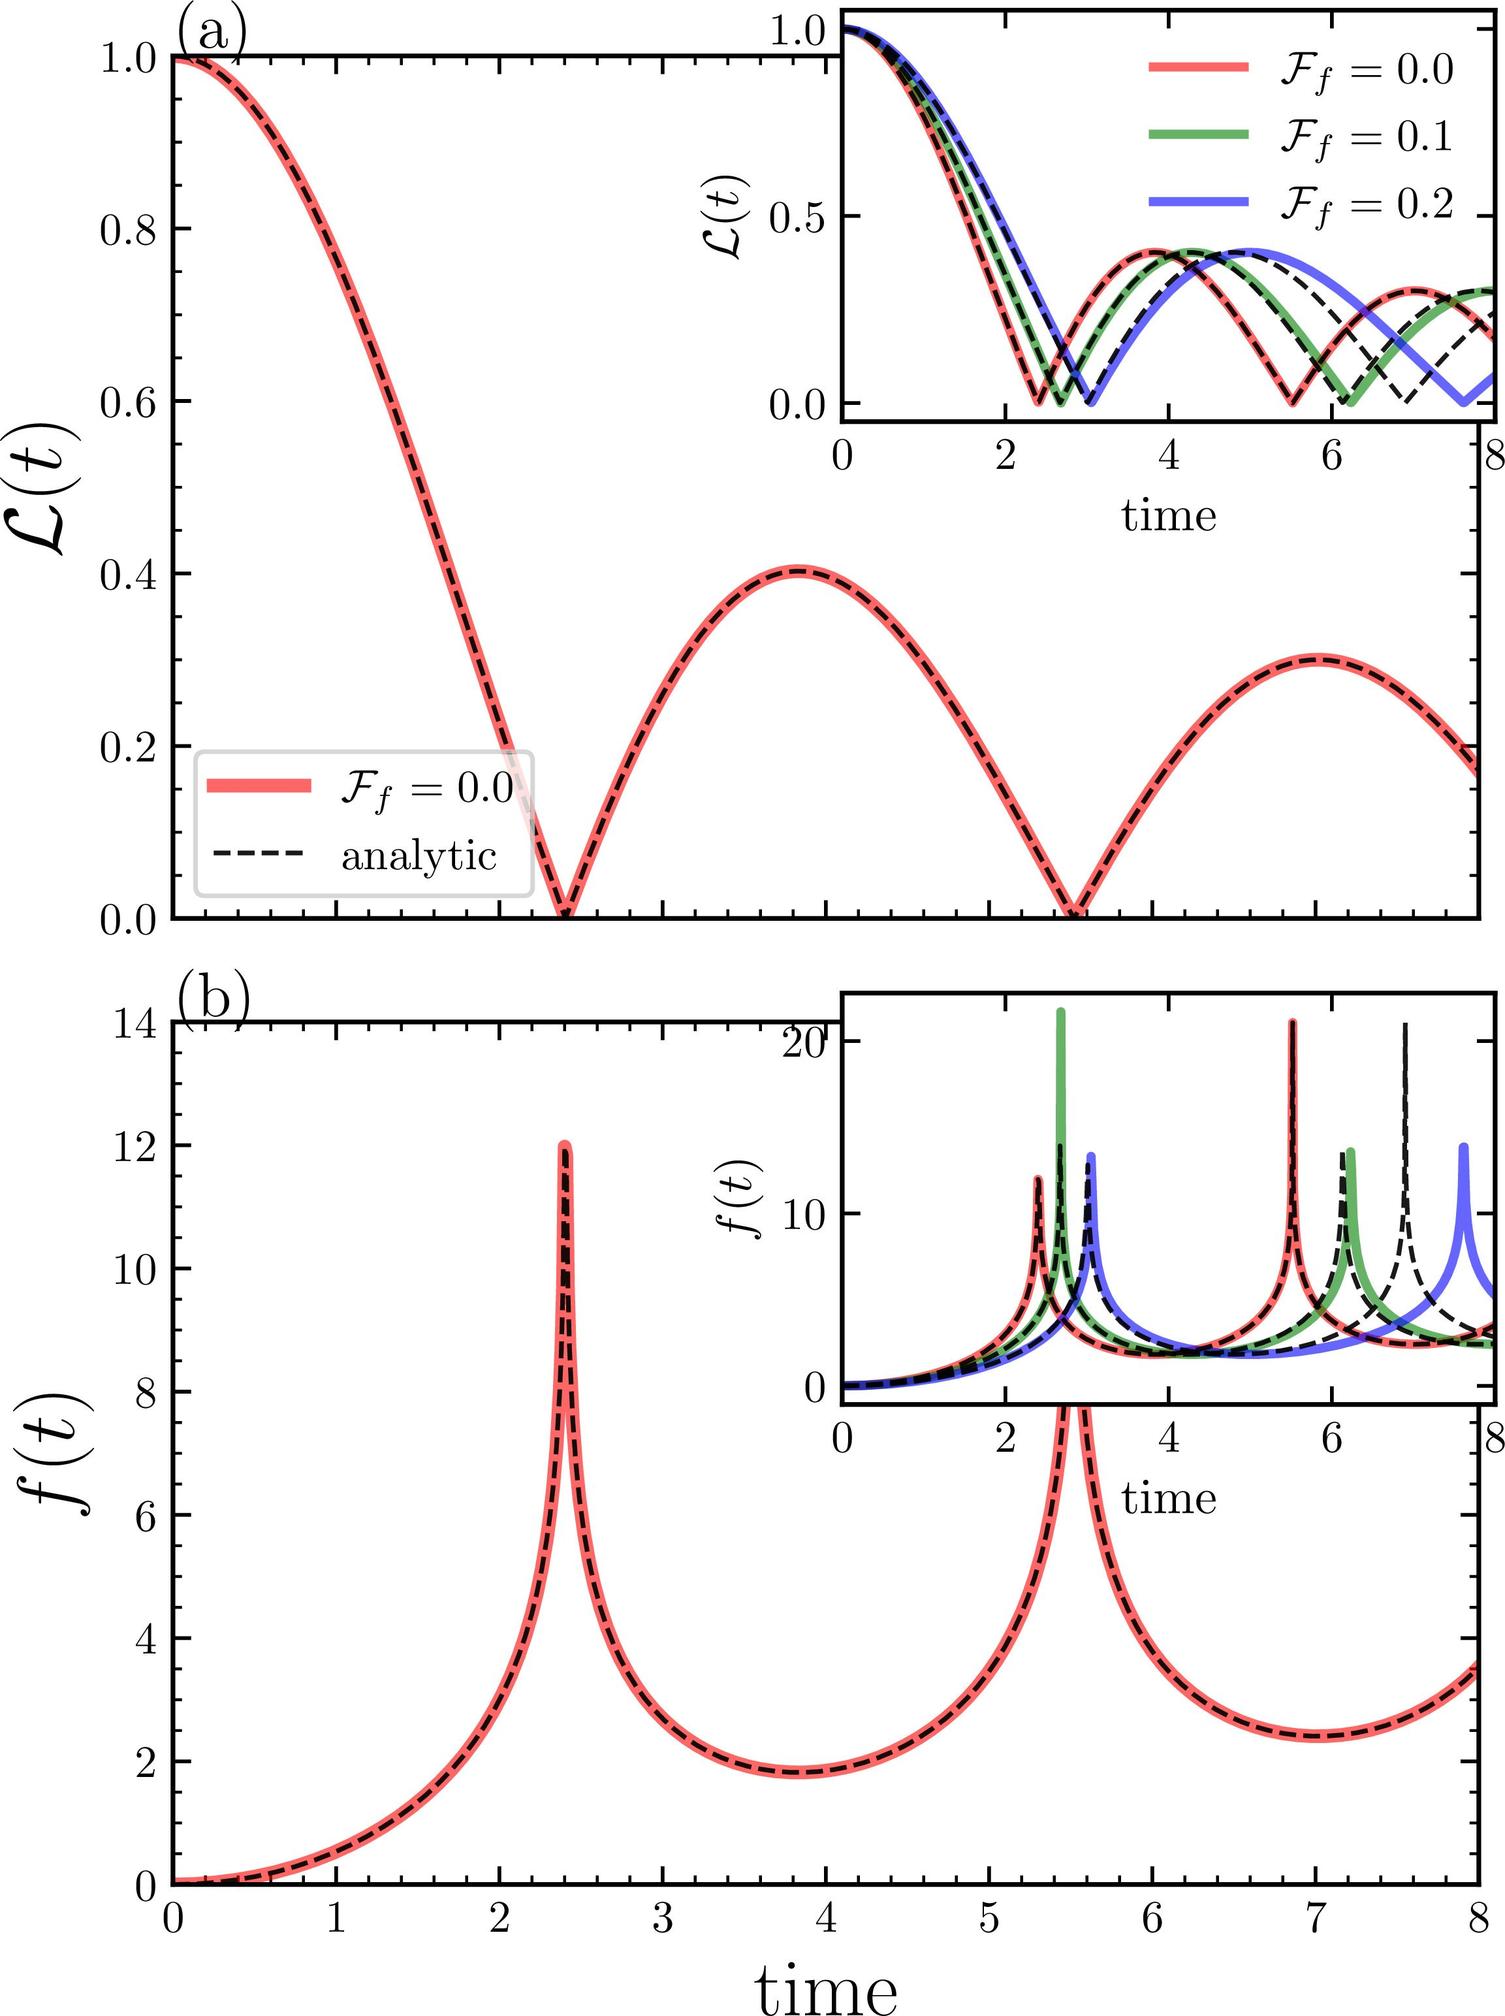 (a)
1.0
0.8
0.6
0.4
0.2
0.0
ℒ(t)
ℱ_f = 0.0
analytic
1.0
0.5
0.0
ℒ(t)
ℱ_f = 0.0
ℱ_f = 0.1
ℱ_f = 0.2
0 2 4 6 8
time
(b)
14
12
10
8
6
4
2
0
f(t)
20
10
0
f(t)
0 2 4 6 8
time
0 1 2 3 4 5 6 7 8
time